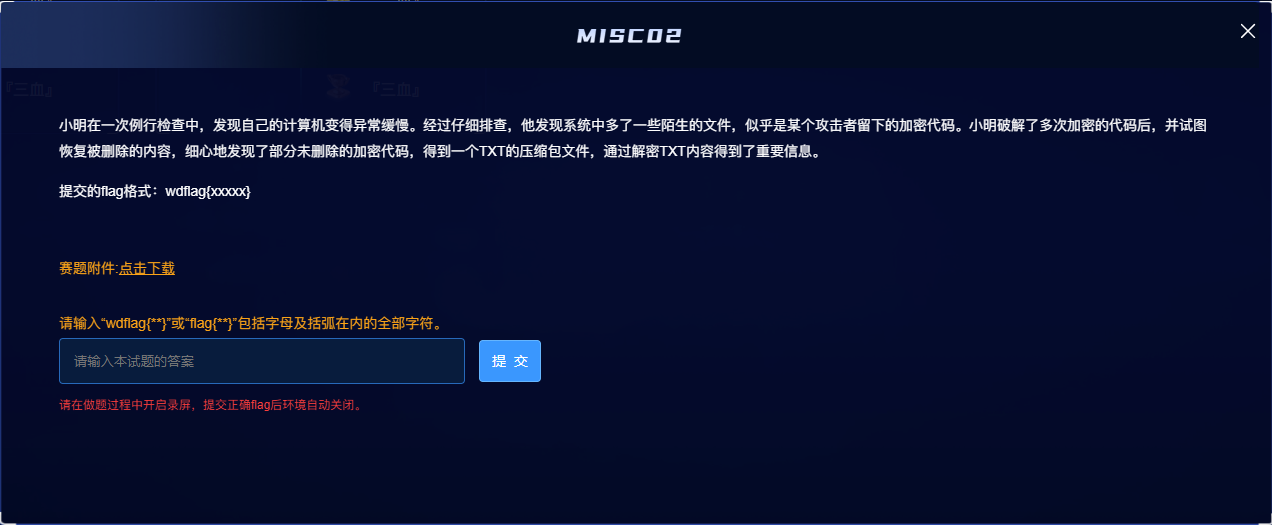 MISC02
『三血』 『三血』
小明在一次例行检查中，发现自己的计算机变得异常缓慢。经过仔细排查，他发现系统中多了一些陌生的文件，似乎是某个攻击者留下的加密代码。小明破解了多次加密的代码后，并试图
恢复被删除的内容，细心地发现了部分未删除的加密代码，得到一个TXT的压缩包文件，通过解密TXT内容得到了重要信息。
提交的flag格式：wdflag{xxxxx}
赛题附件:点击下载
请输入“wdflag{**}”或“flag{**}”包括字母及括弧在内的全部字符。
请输入本试题的答案
提 交
请在做题过程中开启录屏，提交正确flag后环境自动关闭。